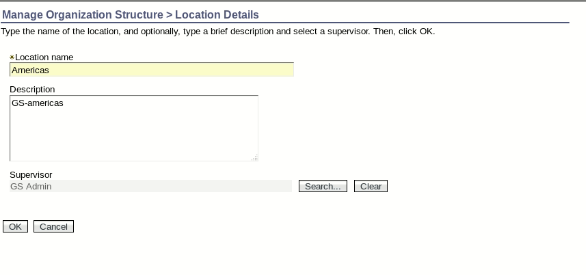 Manage Organization Structure > Location Details
Type the name of the location, and optionally, type a brief description and select a supervisor. Then, click OK.
*Location name
Americas
Description
GS-americas
Supervisor
GS Admin Search... Clear
OK Cancel